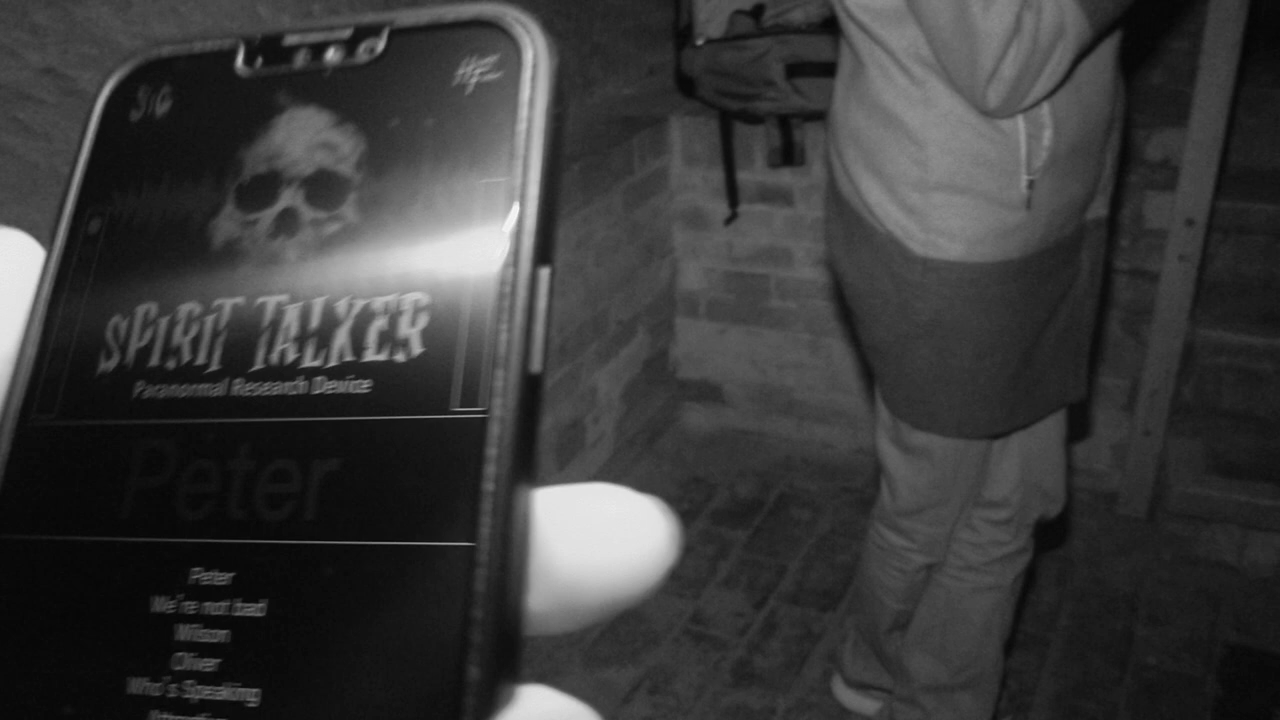 SPIRIT TALKER
Paranormal Research Device
Peter
Peter
We're not bad
Wilson
Oliver
Who's Speaking